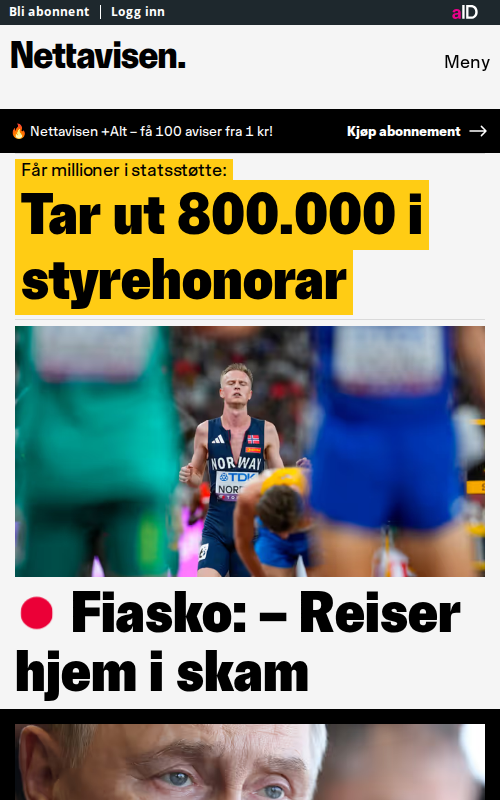 Bli abonnent | Logg inn
aID
Nettavisen.
Meny
🔥 Nettavisen +Alt – få 100 aviser fra 1 kr!
Kjøp abonnement →
Får millioner i statsstøtte:
Tar ut 800.000 i
styrehonorar
NORWAY
TDK
Fiasko: – Reiser
hjem i skam